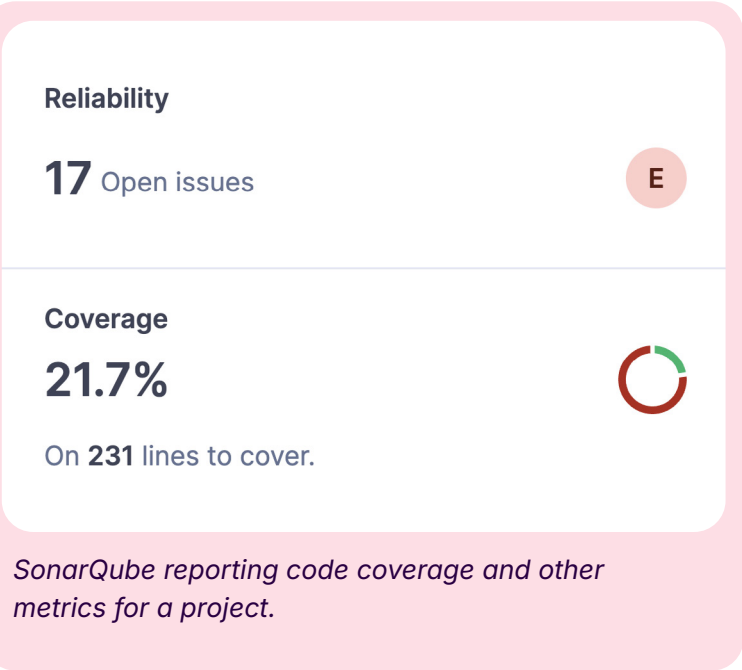 Reliability
17 Open issues
E
Coverage
21.7%
On 231 lines to cover.
SonarQube reporting code coverage and other
metrics for a project.